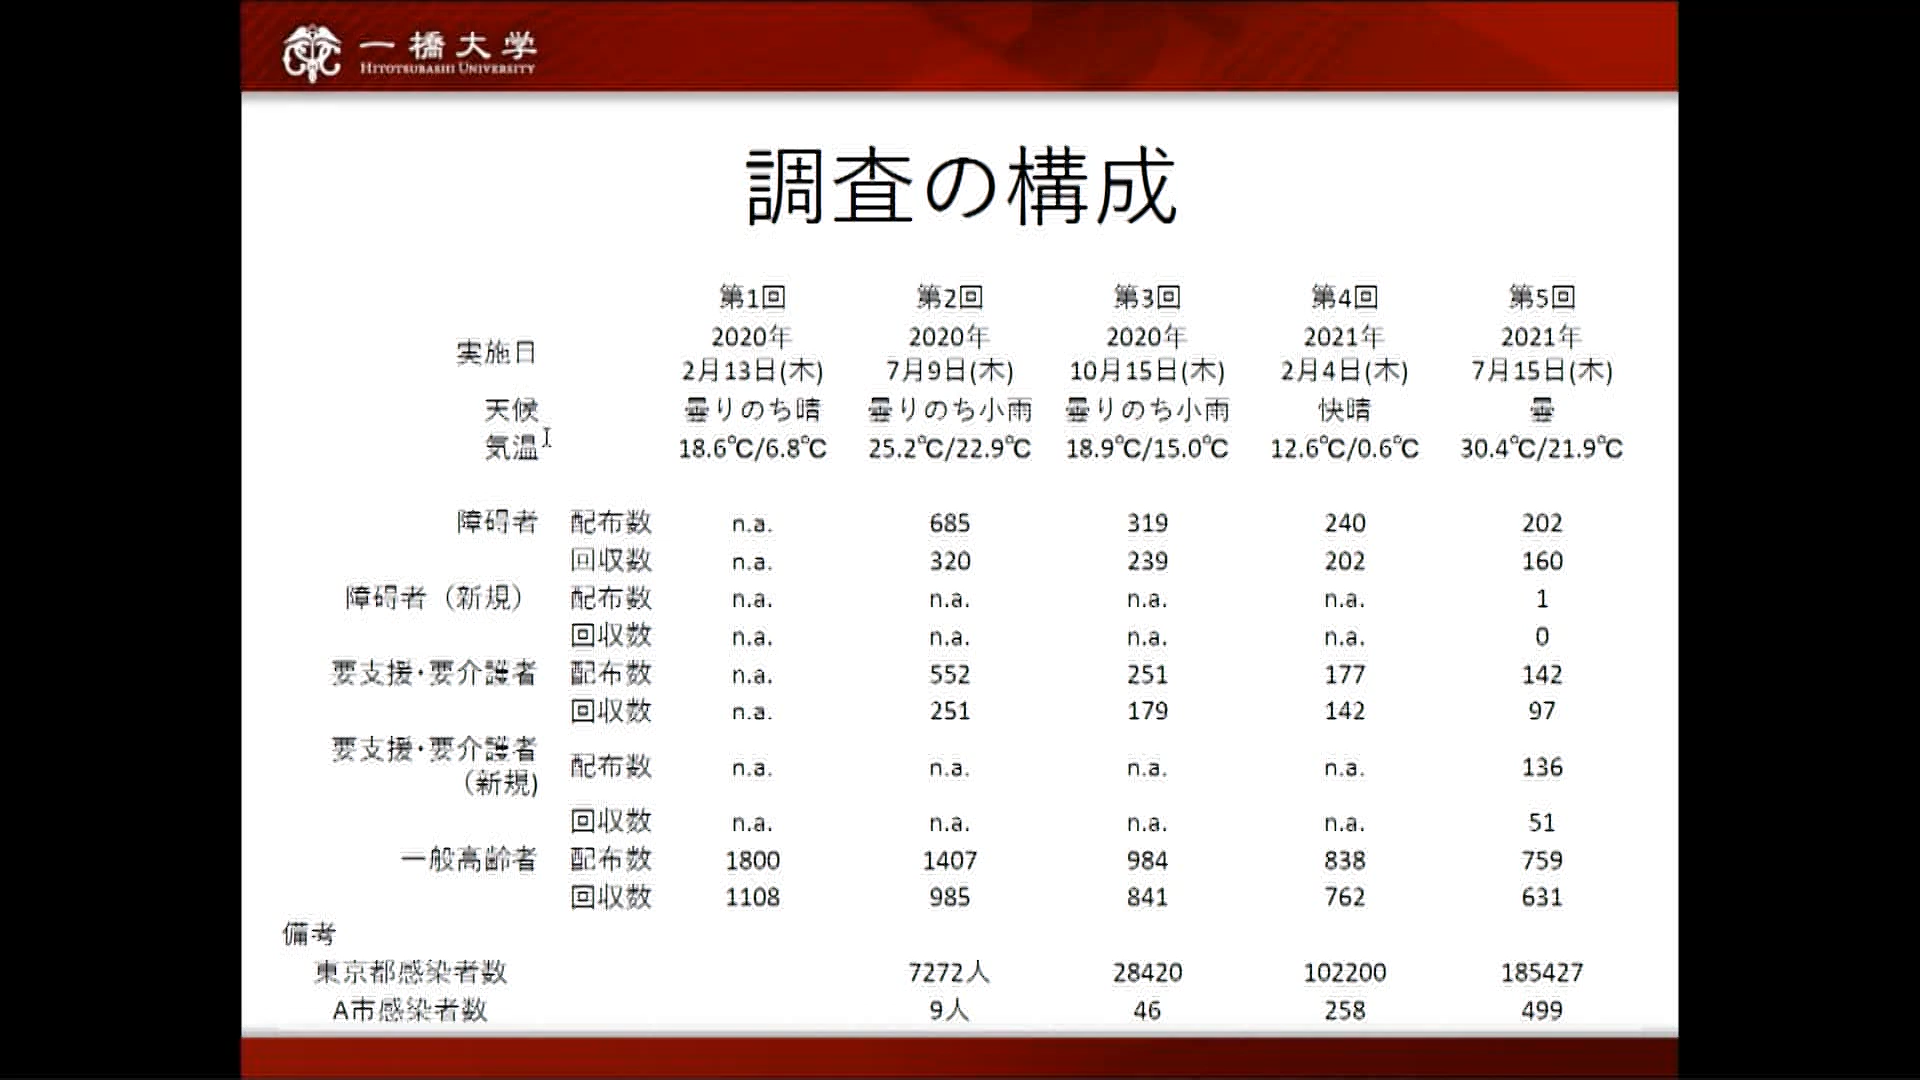 一橋大学
HITOTSUBASHI UNIVERSITY
調査の構成
第1回 第2回 第3回 第4回 第5回
実施日 2020年2月13日(木) 2020年7月9日(木) 2020年10月15日(木) 2021年2月4日(木) 2021年7月15日(木)
天候 曇りのち晴 曇りのち小雨 曇りのち小雨 快晴 曇
気温 18.6℃/6.8℃ 25.2℃/22.9℃ 18.9℃/15.0℃ 12.6℃/0.6℃ 30.4℃/21.9℃
障碍者 配布数 n.a. 685 319 240 202
回収数 n.a. 320 239 202 160
障碍者（新規） 配布数 n.a. n.a. n.a. n.a. 1
回収数 n.a. n.a. n.a. n.a. 0
要支援・要介護者 配布数 n.a. 552 251 177 142
回収数 n.a. 251 179 142 97
要支援・要介護者（新規) 配布数 n.a. n.a. n.a. n.a. 136
回収数 n.a. n.a. n.a. n.a. 51
一般高齢者 配布数 1800 1407 984 838 759
回収数 1108 985 841 762 631
備考
東京都感染者数 7272人 28420 102200 185427
A市感染者数 9人 46 258 499